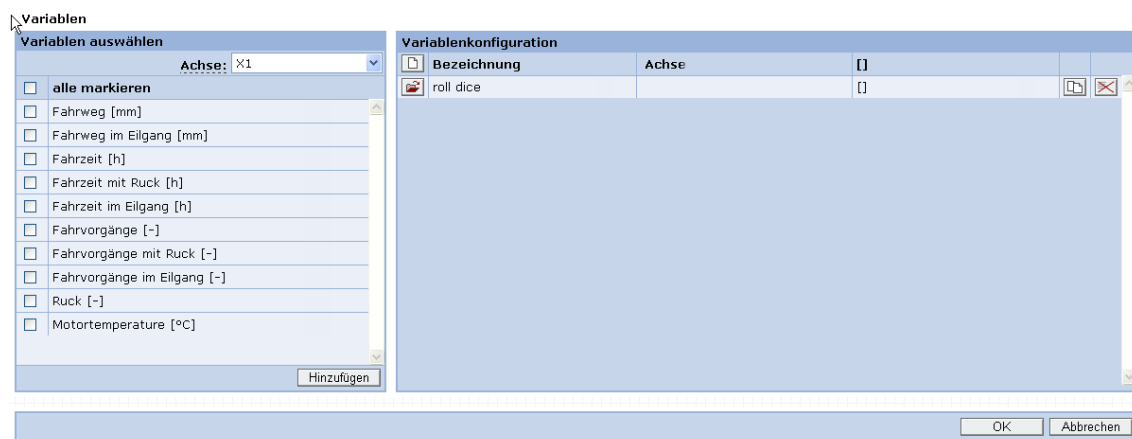 Variablen
Variablen auswählen
Achse: X1
alle markieren
Fahrweg [mm]
Fahrweg im Eilgang [mm]
Fahrzeit [h]
Fahrzeit mit Ruck [h]
Fahrzeit im Eilgang [h]
Fahrvorgänge [-]
Fahrvorgänge mit Ruck [-]
Fahrvorgänge im Eilgang [-]
Ruck [-]
Motortemperature [°C]
Hinzufügen
Variablenkonfiguration
Bezeichnung Achse []
roll dice []
OK Abbrechen